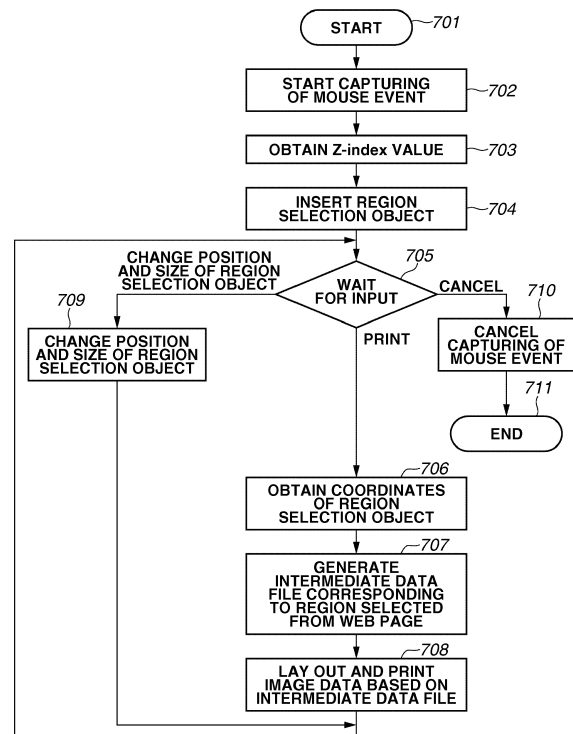 START
701
START CAPTURING
OF MOUSE EVENT
702
OBTAIN Z-index VALUE
703
INSERT REGION
SELECTION OBJECT
704
CHANGE POSITION
AND SIZE OF REGION
SELECTION OBJECT
705
WAIT
FOR INPUT
CANCEL
PRINT
709
CHANGE POSITION
AND SIZE OF REGION
SELECTION OBJECT
710
CANCEL
CAPTURING OF
MOUSE EVENT
711
END
706
OBTAIN COORDINATES
OF REGION
SELECTION OBJECT
707
GENERATE
INTERMEDIATE DATA
FILE CORRESPONDING
TO REGION SELECTED
FROM WEB PAGE
708
LAY OUT AND PRINT
IMAGE DATA BASED ON
INTERMEDIATE DATA FILE